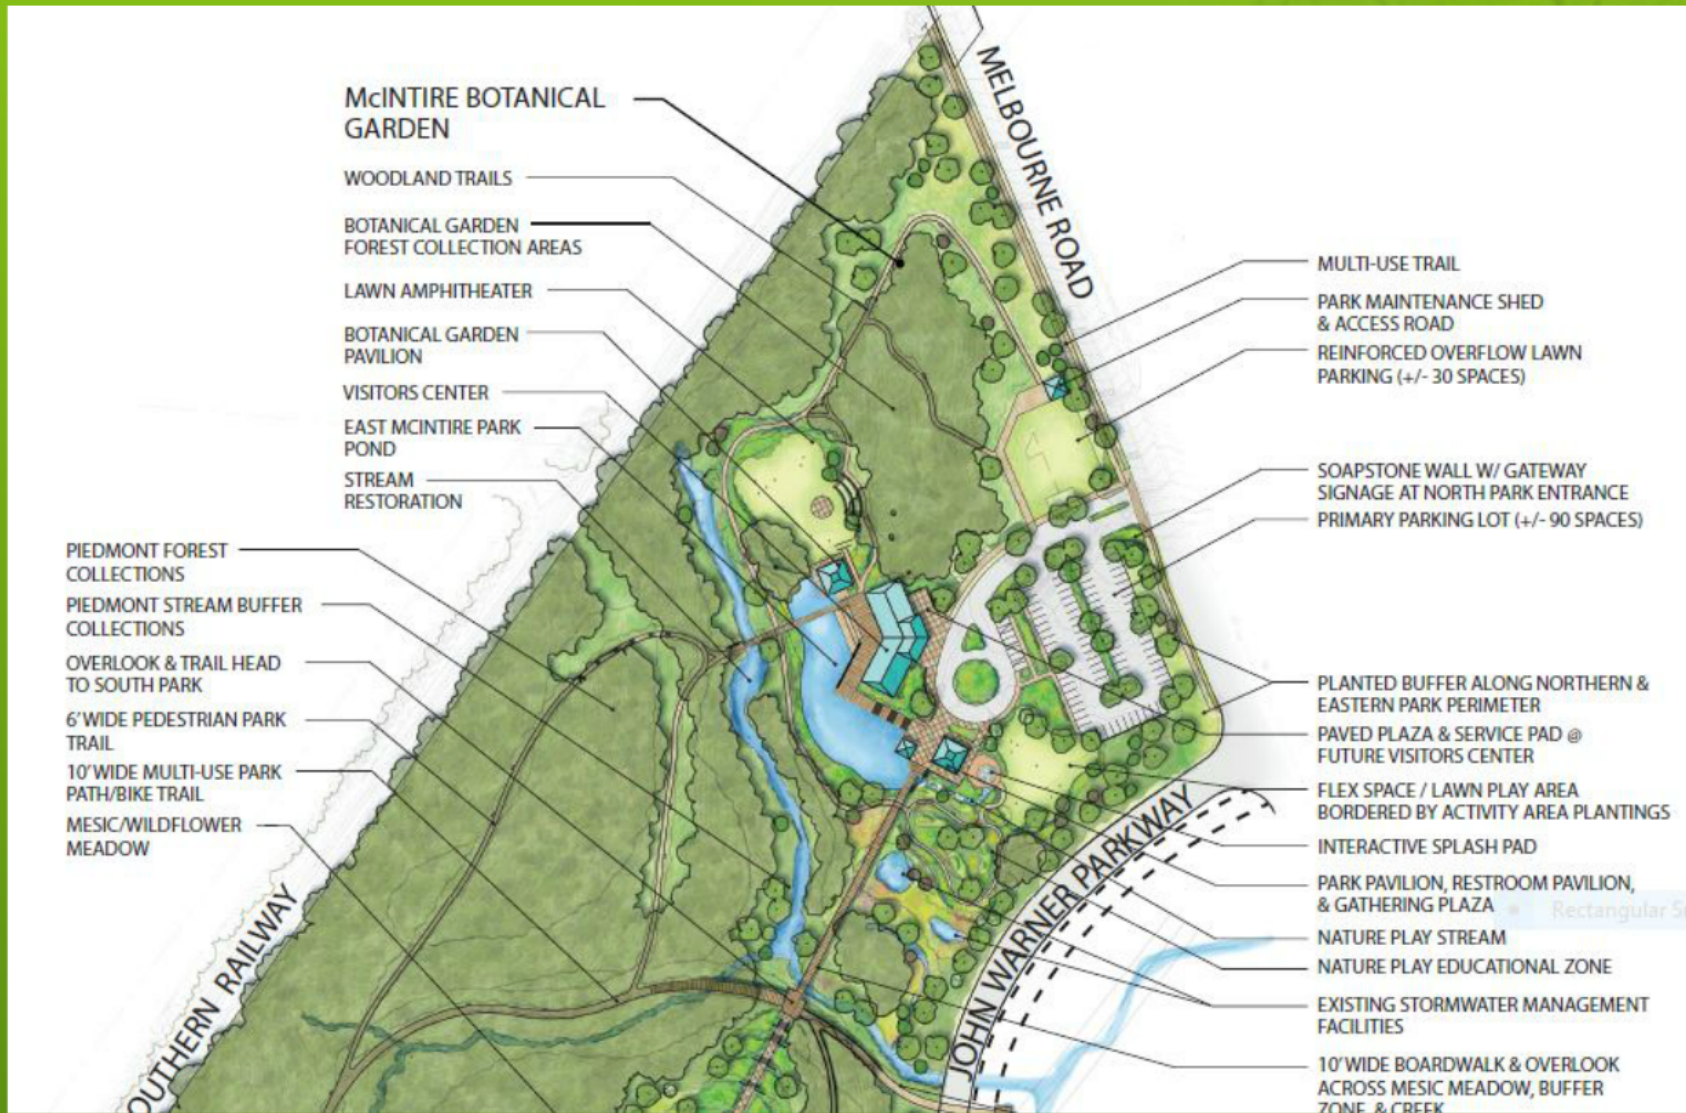 McINTIRE BOTANICAL
GARDEN
WOODLAND TRAILS
BOTANICAL GARDEN
FOREST COLLECTION AREAS
LAWN AMPHITHEATER
BOTANICAL GARDEN
PAVILION
VISITORS CENTER
EAST MCINTIRE PARK
POND
STREAM
RESTORATION
PIEDMONT FOREST
COLLECTIONS
PIEDMONT STREAM BUFFER
COLLECTIONS
OVERLOOK & TRAIL HEAD
TO SOUTH PARK
6' WIDE PEDESTRIAN PARK
TRAIL
10' WIDE MULTI-USE PARK
PATH/BIKE TRAIL
MESIC/WILDFLOWER
MEADOW
OUTHERN RAILWAY
MELBOURNE ROAD
JOHN WARNER PARKWAY
MULTI-USE TRAIL
PARK MAINTENANCE SHED
& ACCESS ROAD
REINFORCED OVERFLOW LAWN
PARKING (+/- 30 SPACES)
SOAPSTONE WALL W/ GATEWAY
SIGNAGE AT NORTH PARK ENTRANCE
PRIMARY PARKING LOT (+/- 90 SPACES)
PLANTED BUFFER ALONG NORTHERN &
EASTERN PARK PERIMETER
PAVED PLAZA & SERVICE PAD @
FUTURE VISITORS CENTER
FLEX SPACE / LAWN PLAY AREA
BORDERED BY ACTIVITY AREA PLANTINGS
INTERACTIVE SPLASH PAD
PARK PAVILION, RESTROOM PAVILION,
& GATHERING PLAZA
Rectangular
NATURE PLAY STREAM
NATURE PLAY EDUCATIONAL ZONE
EXISTING STORMWATER MANAGEMENT
FACILITIES
10' WIDE BOARDWALK & OVERLOOK
ACROSS MESIC MEADOW, BUFFER
ZONE, & CREEK